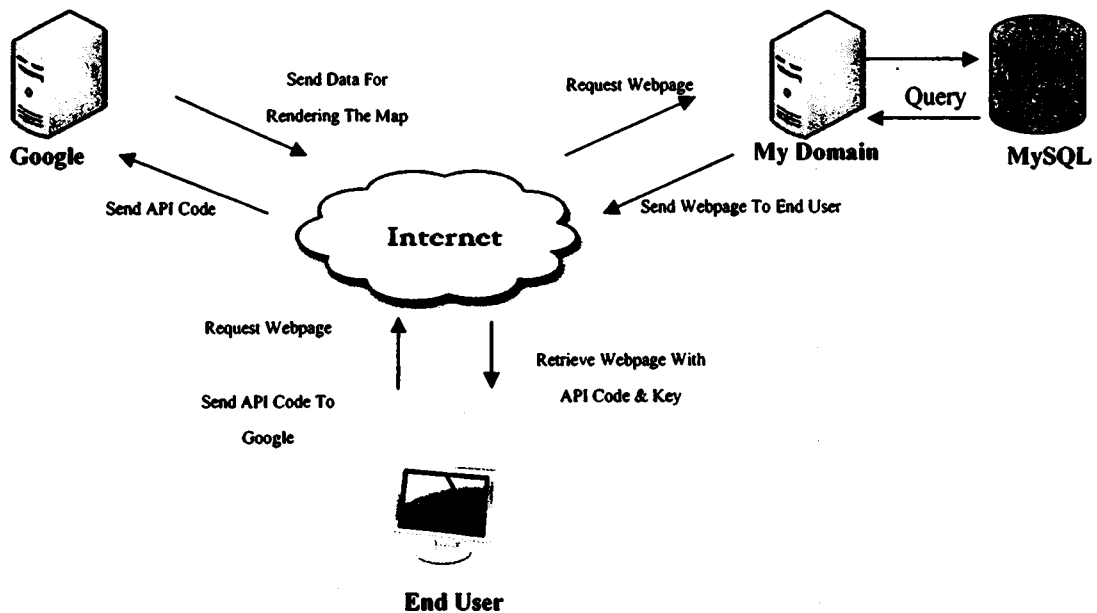 Send Data For
Rendering The Map
Request Webpage
Query
Google
My Domain
MySQL
Send API Code
Send Webpage To End User
Internet
Request Webpage
Retrieve Webpage With
API Code & Key
Send API Code To
Google
End User